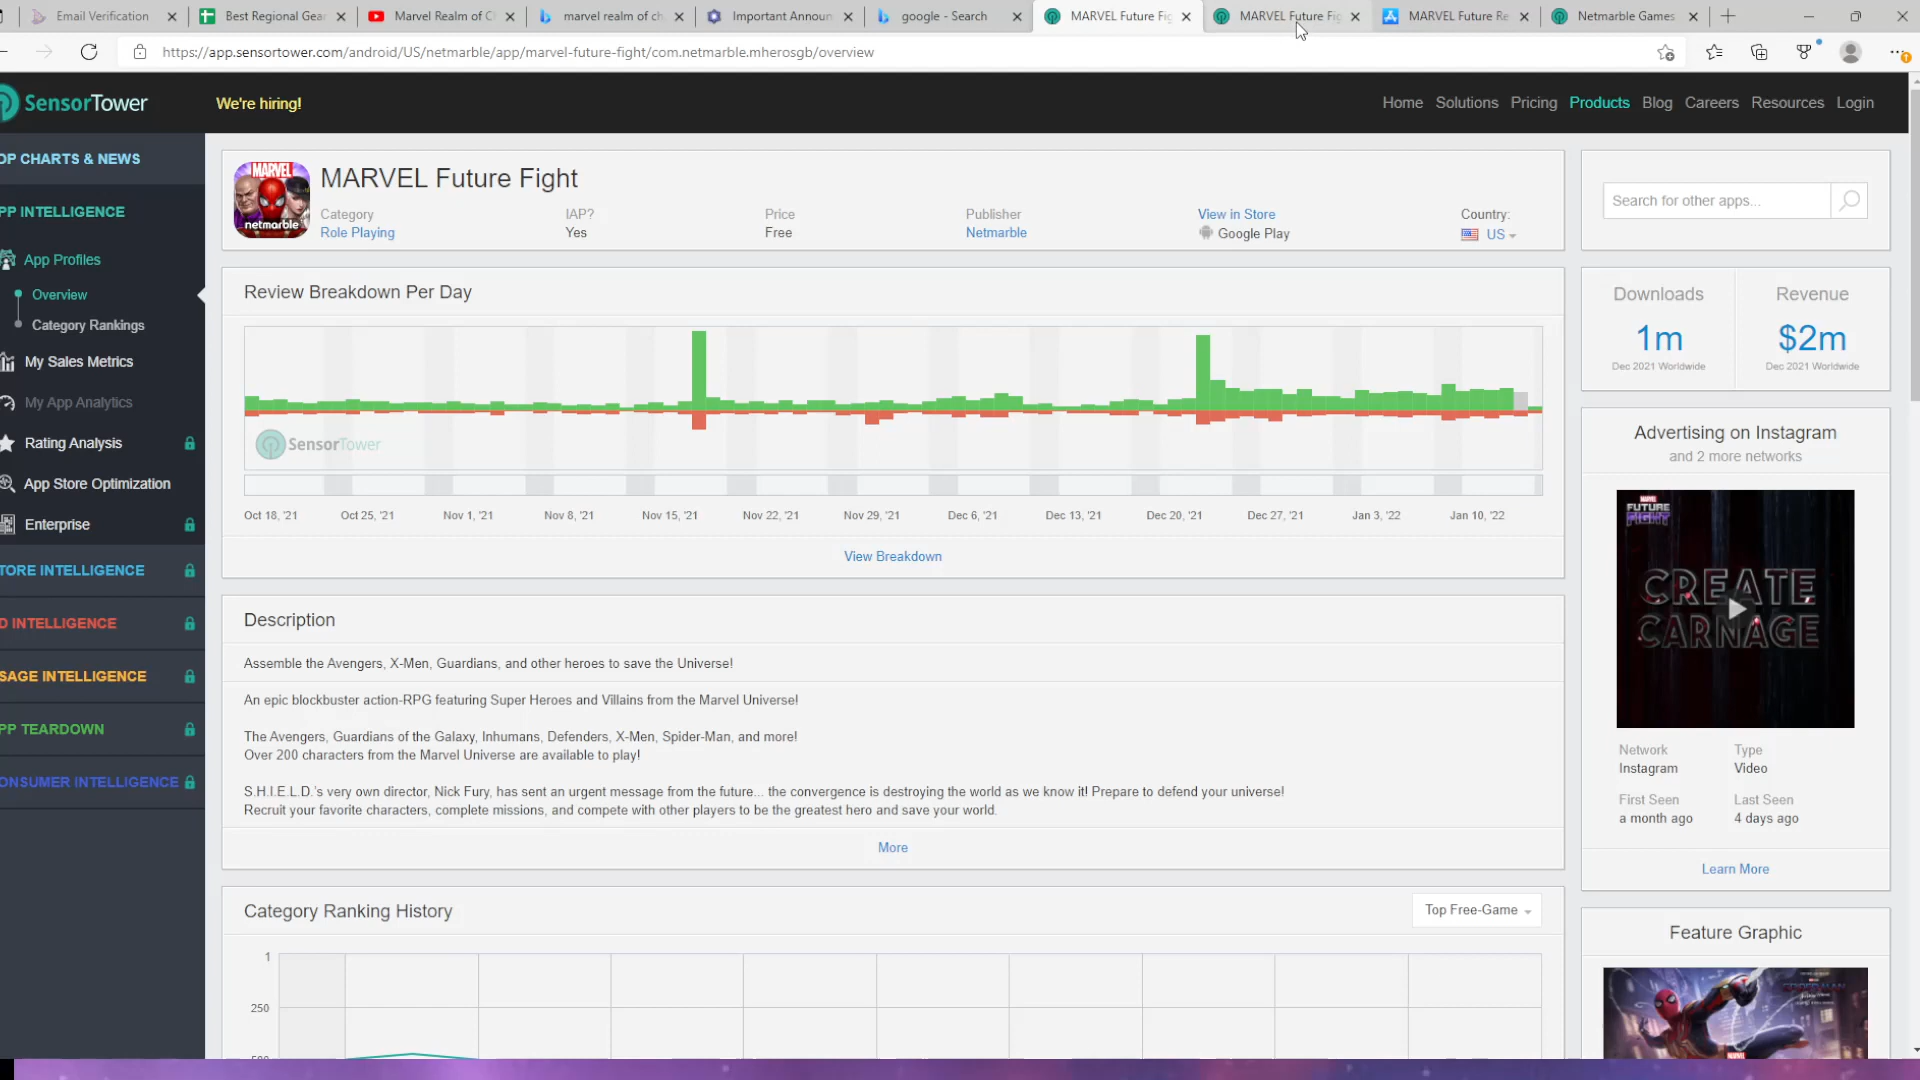 Email Verification
Best Regional Gear
Marvel Realm of C
marvel realm of ch
Important Announ
google - Search
MARVEL Future Fig
MARVEL Future Fig
MARVEL Future Re
Netmarble Games
https://app.sensortower.com/android/US/netmarble/app/marvel-future-fight/com.netmarble.mherosgb/overview
SensorTower
We're hiring!
Home
Solutions
Pricing
Products
Blog
Careers
Resources
Login
OP CHARTS & NEWS
PP INTELLIGENCE
App Profiles
Overview
Category Rankings
My Sales Metrics
My App Analytics
Rating Analysis
App Store Optimization
Enterprise
TORE INTELLIGENCE
D INTELLIGENCE
SAGE INTELLIGENCE
PP TEARDOWN
ONSUMER INTELLIGENCE
MARVEL
netmarble
MARVEL Future Fight
Category
Role Playing
IAP?
Yes
Price
Free
Publisher
Netmarble
View in Store
Google Play
Country:
US
Search for other apps...
Review Breakdown Per Day
SensorTower
Oct 18, '21
Oct 25, '21
Nov 1, '21
Nov 8, '21
Nov 15, '21
Nov 22, '21
Nov 29, '21
Dec 6, '21
Dec 13, '21
Dec 20, '21
Dec 27, '21
Jan 3, '22
Jan 10, '22
View Breakdown
Downloads
1m
Dec 2021 Worldwide
Revenue
$2m
Dec 2021 Worldwide
Description
Assemble the Avengers, X-Men, Guardians, and other heroes to save the Universe!
An epic blockbuster action-RPG featuring Super Heroes and Villains from the Marvel Universe!
The Avengers, Guardians of the Galaxy, Inhumans, Defenders, X-Men, Spider-Man, and more!
Over 200 characters from the Marvel Universe are available to play!
S.H.I.E.L.D.'s very own director, Nick Fury, has sent an urgent message from the future... the convergence is destroying the world as we know it! Prepare to defend your universe!
Recruit your favorite characters, complete missions, and compete with other players to be the greatest hero and save your world.
More
Advertising on Instagram
and 2 more networks
MARVEL
FUTURE
FIGHT
CREATE
CARNAGE
Network
Instagram
Type
Video
First Seen
a month ago
Last Seen
4 days ago
Learn More
Category Ranking History
Top Free-Game
1
250
500
Feature Graphic